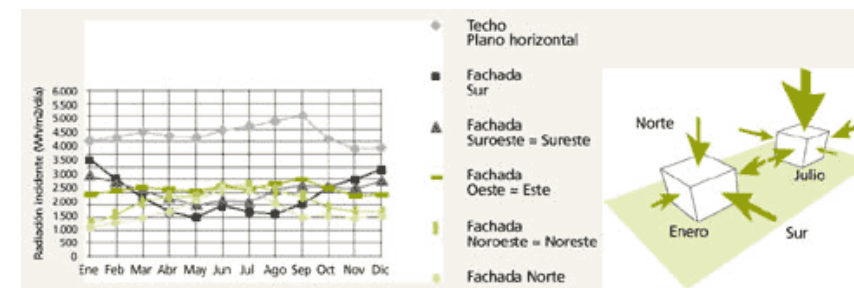 Radiación incidente (Wh/m2/día)
6.000
5.500
5.000
4.500
4.000
3.500
3.000
2.500
2.000
1.500
1.000
500
0
Ene Feb Mar Abr May Jun Jul Ago Sep Oct Nov Dic
Techo
Plano horizontal
Fachada
Sur
Fachada
Suroeste = Sureste
Fachada
Oeste = Este
Fachada
Noroeste = Noreste
Fachada Norte
Norte
Julio
Enero
Sur